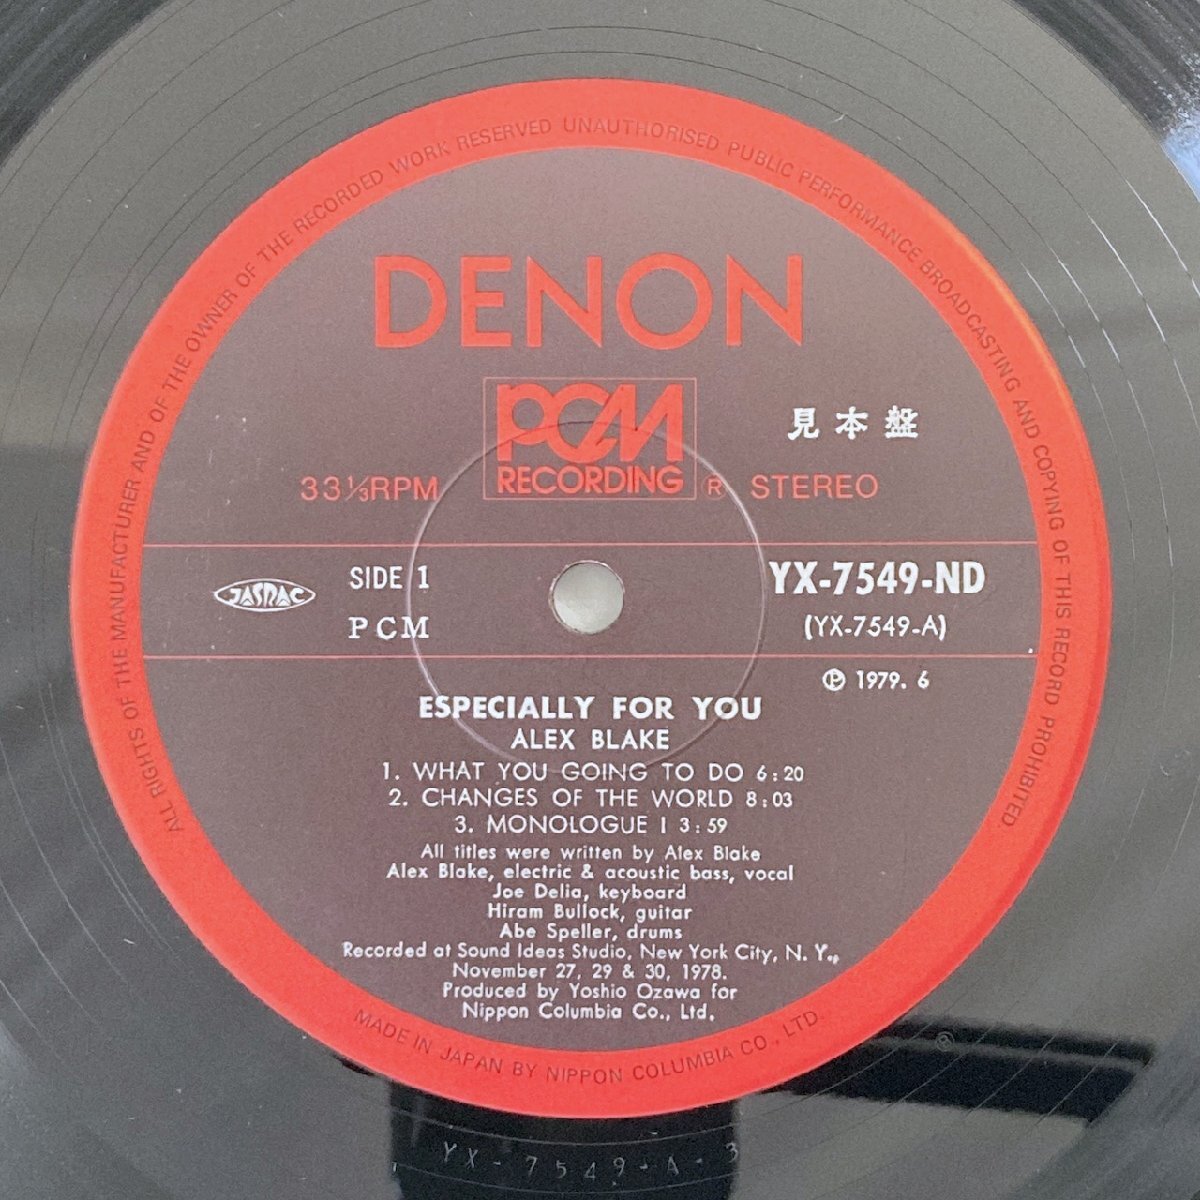 ALL RIGHTS OF THE MANUFACTURER AND OF THE OWNER OF THE RECORDED WORK RESERVED UNAUTHORISED PUBLIC PERFORMANCE BROADCASTING AND COPYING OF THIS RECORD PROHIBITED.
DENON
PCM
RECORDING
見本盤
33⅓RPM
R
STEREO
JASRAC
SIDE 1
PCM
YX-7549-ND
(YX-7549-A)
Ⓟ 1979. 6
ESPECIALLY FOR YOU
ALEX BLAKE
1. WHAT YOU GOING TO DO 6:20
2. CHANGES OF THE WORLD 8:03
3. MONOLOGUE I 3:59
All titles were written by Alex Blake
Alex Blake, electric & acoustic bass, vocal
Joe Delia, keyboard
Hiram Bullock, guitar
Abe Speller, drums
Recorded at Sound Ideas Studio, New York City, N. Y.,
November 27, 29 & 30, 1978.
Produced by Yoshio Ozawa for
Nippon Columbia Co., Ltd.
MADE IN JAPAN BY NIPPON COLUMBIA CO., LTD.
YX-7549-A-3